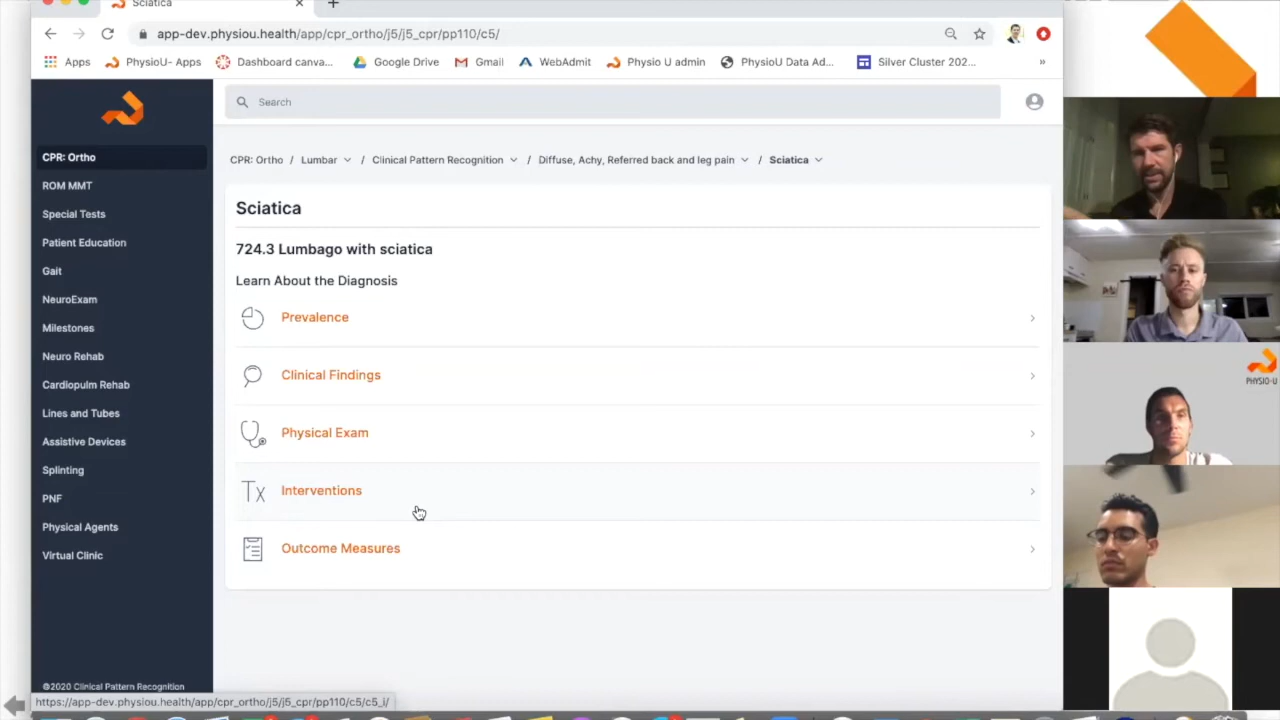 Sciatica
app-dev.physiou.health/app/cpr_ortho/j5/j5_cpr/pp110/c5/
Apps PhysioU- Apps Dashboard canva... Google Drive Gmail WebAdmit Physio U admin PhysioU Data Ad... Silver Cluster 202... »
Search
CPR: Ortho
ROM MMT
Special Tests
Patient Education
Gait
NeuroExam
Milestones
Neuro Rehab
Cardiopulm Rehab
Lines and Tubes
Assistive Devices
Splinting
PNF
Physical Agents
Virtual Clinic
©2020 Clinical Pattern Recognition
CPR: Ortho / Lumbar / Clinical Pattern Recognition / Diffuse, Achy, Referred back and leg pain / Sciatica
Sciatica
724.3 Lumbago with sciatica
Learn About the Diagnosis
Prevalence
Clinical Findings
Physical Exam
Tx Interventions
Outcome Measures
https://app-dev.physiou.health/app/cpr_ortho/j5/j5_cpr/pp110/c5/c5_i/
PHYSIO-U